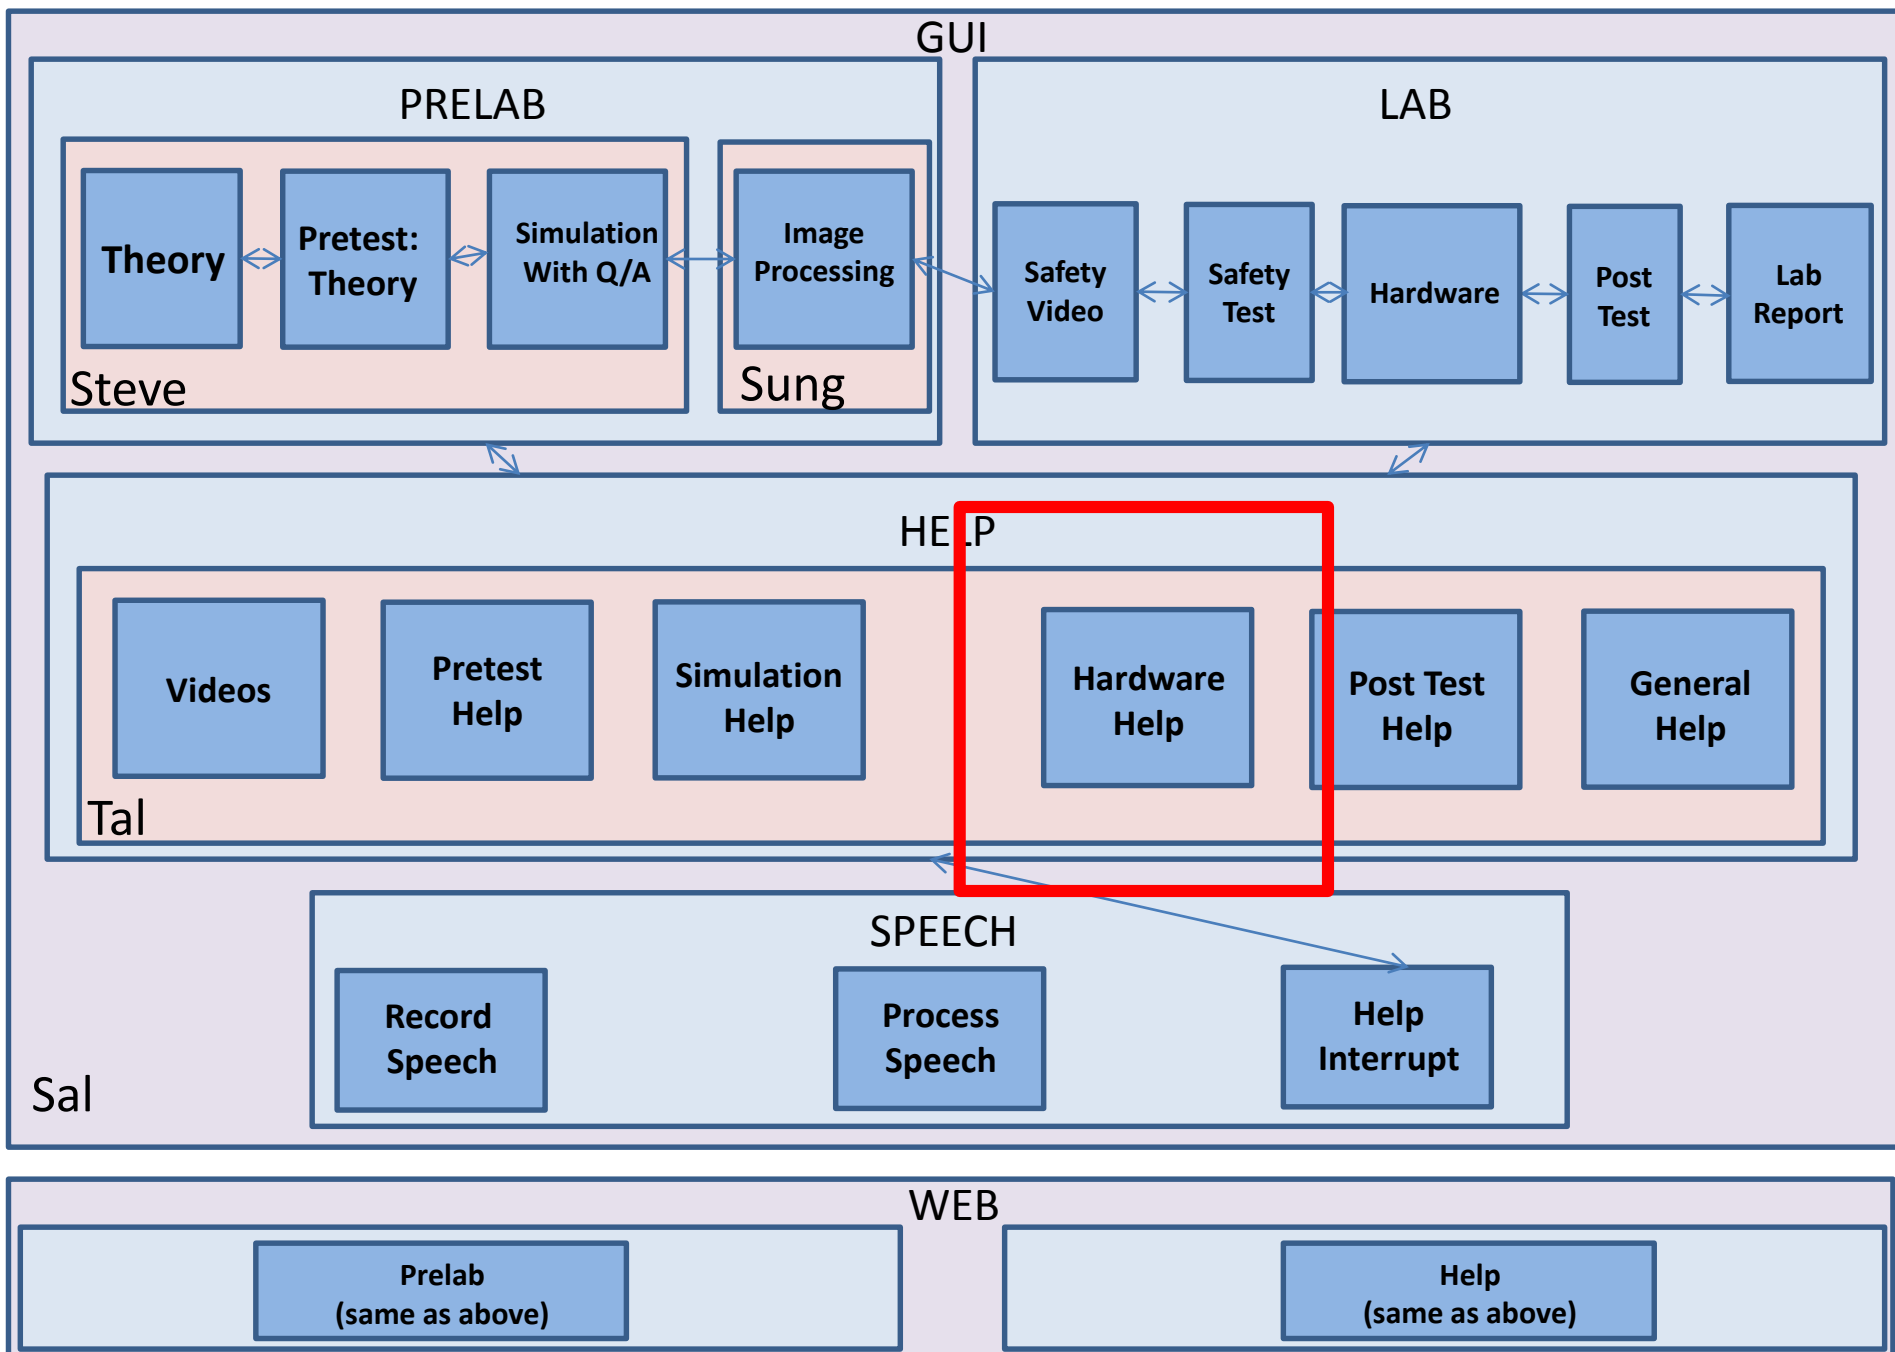 GUI
PRELAB
Theory
Pretest:
Theory
Simulation
With Q/A
Steve
Image
Processing
Sung
LAB
Safety
Video
Safety
Test
Hardware
Post
Test
Lab
Report
HELP
Videos
Pretest
Help
Simulation
Help
Hardware
Help
Post Test
Help
General
Help
Tal
SPEECH
Record
Speech
Process
Speech
Help
Interrupt
Sal
WEB
Prelab
(same as above)
Help
(same as above)